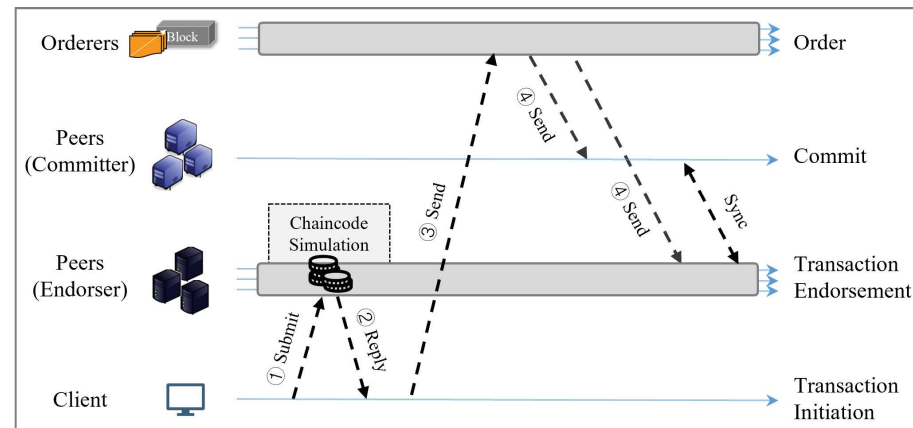 Orderers
Block
Order
④ Send
Peers
(Committer)
Commit
③ Send
④ Send
Sync
Chaincode
Simulation
Peers
(Endorser)
Transaction
Endorsement
① Submit
② Reply
Client
Transaction
Initiation